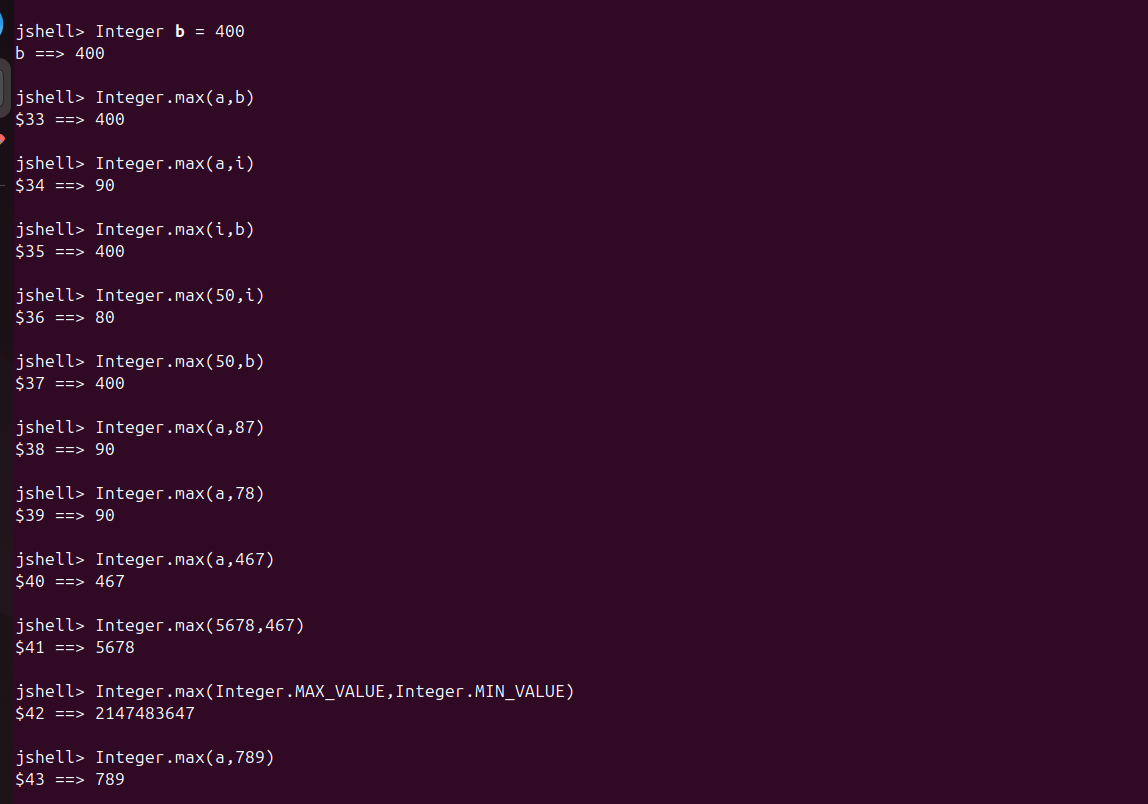 jshell> Integer b = 400
b ==> 400
jshell> Integer.max(a,b)
$33 ==> 400
jshell> Integer.max(a,i)
$34 ==> 90
jshell> Integer.max(i,b)
$35 ==> 400
jshell> Integer.max(50,i)
$36 ==> 80
jshell> Integer.max(50,b)
$37 ==> 400
jshell> Integer.max(a,87)
$38 ==> 90
jshell> Integer.max(a,78)
$39 ==> 90
jshell> Integer.max(a,467)
$40 ==> 467
jshell> Integer.max(5678,467)
$41 ==> 5678
jshell> Integer.max(Integer.MAX_VALUE,Integer.MIN_VALUE)
$42 ==> 2147483647
jshell> Integer.max(a,789)
$43 ==> 789